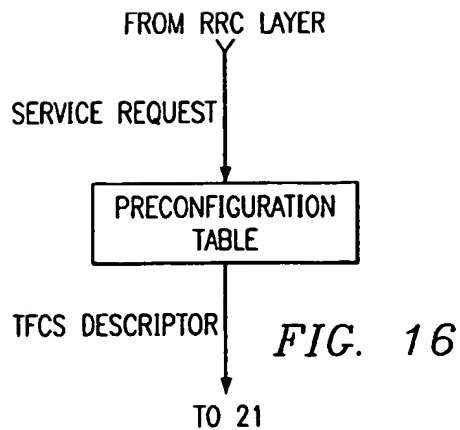 FROM RRC LAYER
SERVICE REQUEST
PRECONFIGURATION
TABLE
TFCS DESCRIPTOR
FIG. 16
TO 21